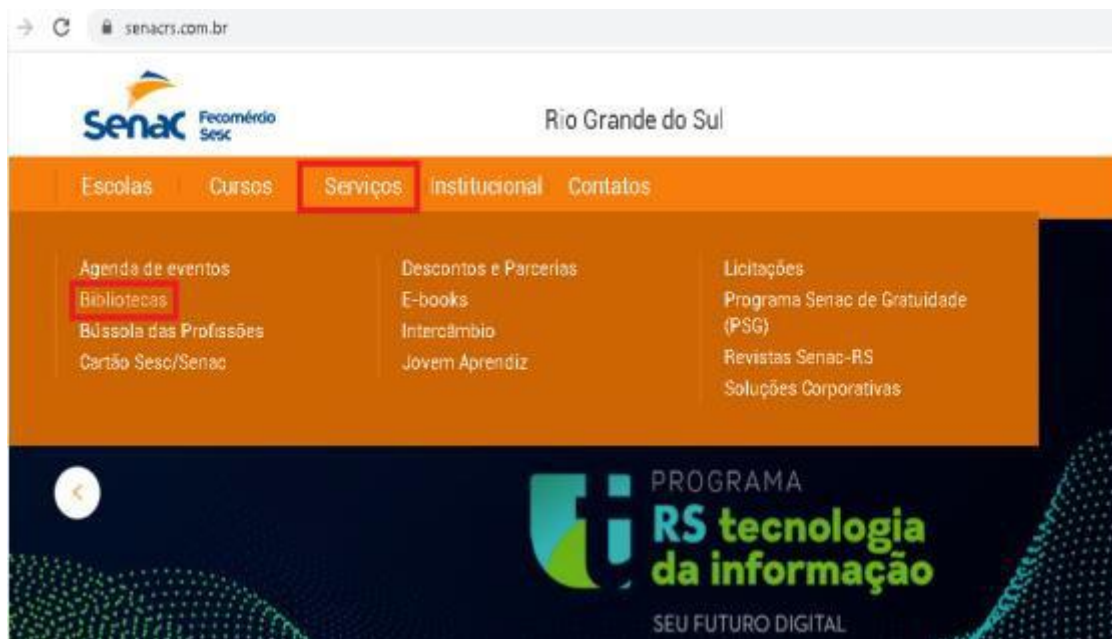 senacrs.com.br
Senac Fecomércio
Sesc
Rio Grande do Sul
Escolas Cursos Serviços Institucional Contatos
Agenda de eventos
Bibliotecas
Bússola das Profissões
Cartão Sesc/Senac
Descontos e Parcerias
E-books
Intercâmbio
Jovem Aprendiz
Licitações
Programa Senac de Gratuidade
(PSG)
Revistas Senac-RS
Soluções Corporativas
ti
PROGRAMA
RS tecnologia
da informação
SEU FUTURO DIGITAL